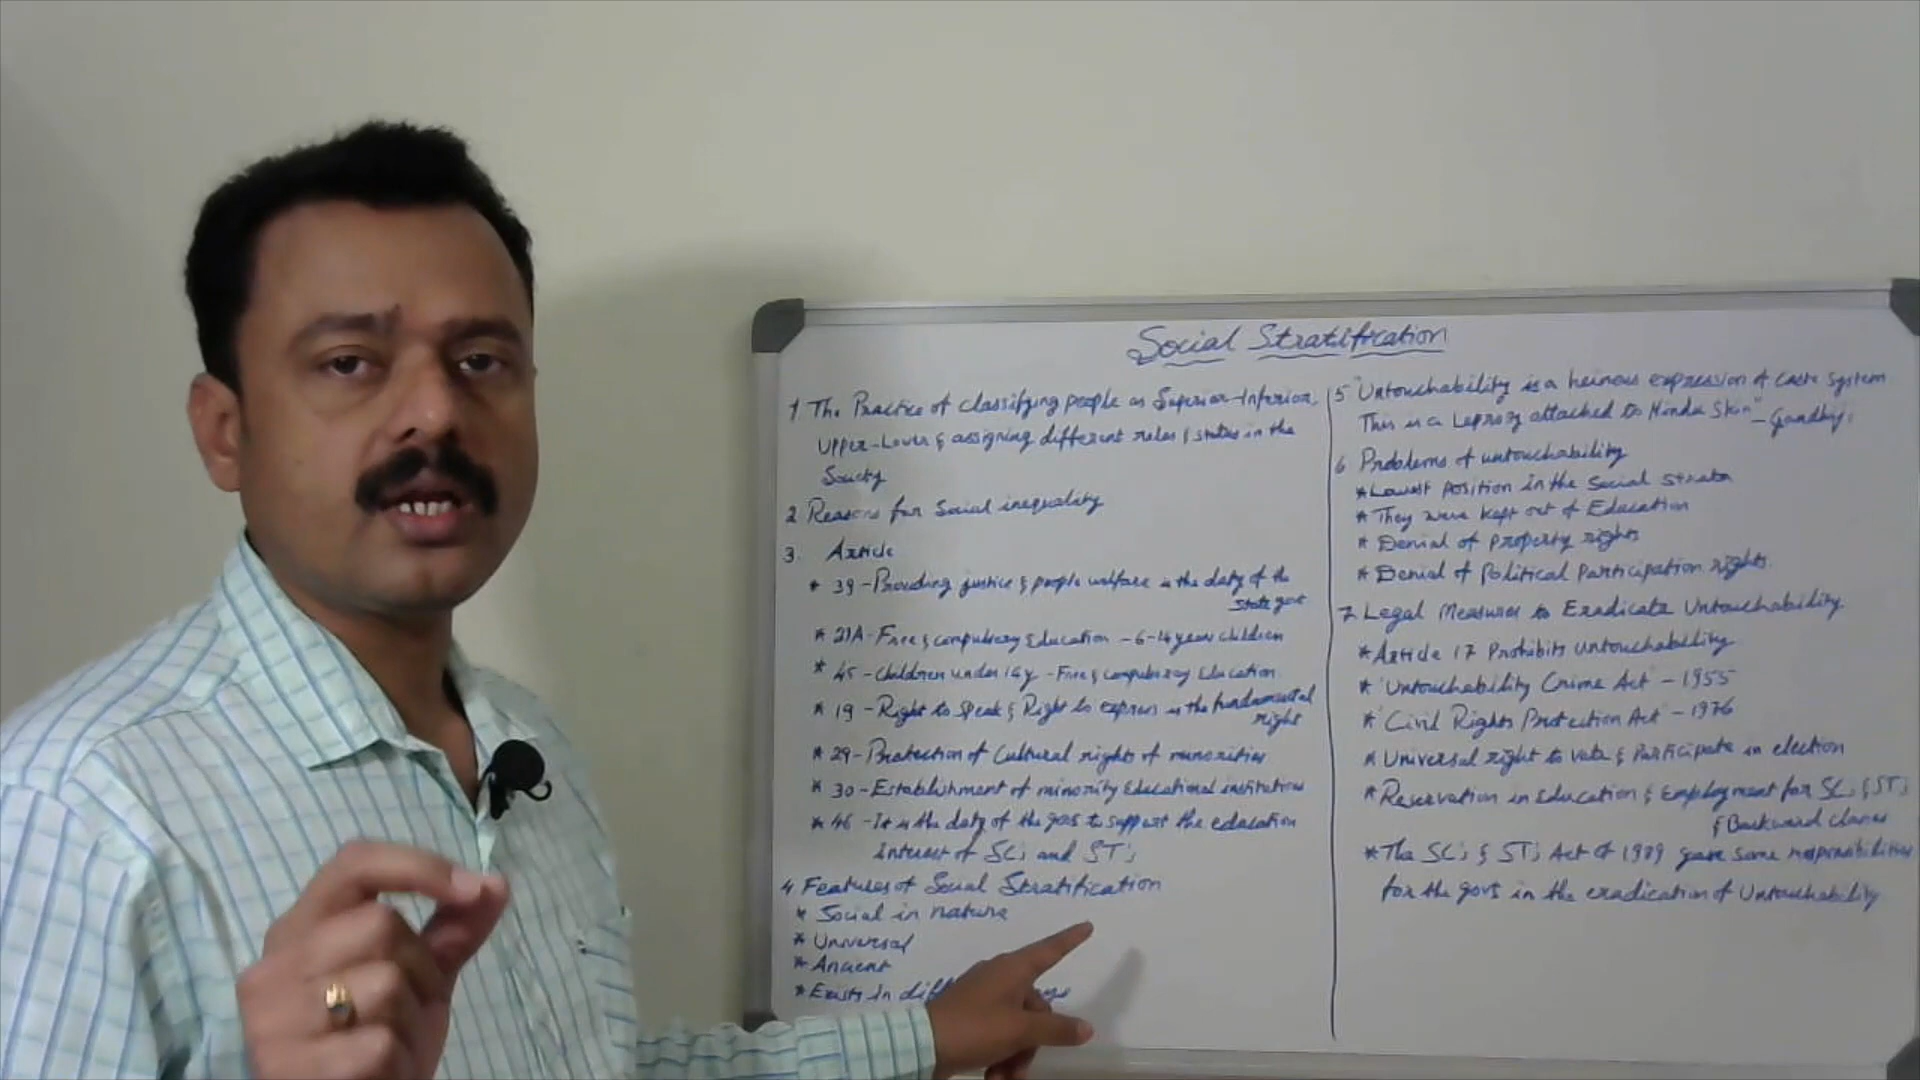 Social Stratification
1 The Practice of classifying people as Superior-Inferior,
Upper-Lower & assigning different roles & status in the
Society
2 Reasons for Social inequality
3. Article
* 39 - Providing justice & people welfare is the duty of the
state govt
* 21A - Free & compulsory Education - 6-14 year children
* 45 - Children under 14y - Free & compulsory Education
* 19 - Right to Speak & Right to express is the fundamental
right
* 29 - Protection of Cultural rights of minorities
* 30 - Establishment of minority Educational institutions
* 46 - It is the duty of the govt to support the education
interest of SC's and ST's
4 Features of Social Stratification
* Social in nature
* Universal
* Ancient
* Exists in
5 "Untouchability is a heinous expression of Caste System
This is a Leprosy attached to Hindu Skin" - Gandhiji
6 Problems of untouchability
* Lowest position in the Social strata
* They were kept out of Education
* Denial of property rights
* Denial of Political Participation rights.
7 Legal Measures to Eradicate Untouchability.
* Article 17 Prohibits untouchability
* 'Untouchability Crime Act' - 1955
* 'Civil Rights Protection Act' - 1976
* Universal right to vote & Participate in election
* Reservation in Education & Employment for SC's & ST's
& Backward classes
* The SC's & ST's Act of 1989 gave some responsibilities
for the govt in the eradication of Untouchability